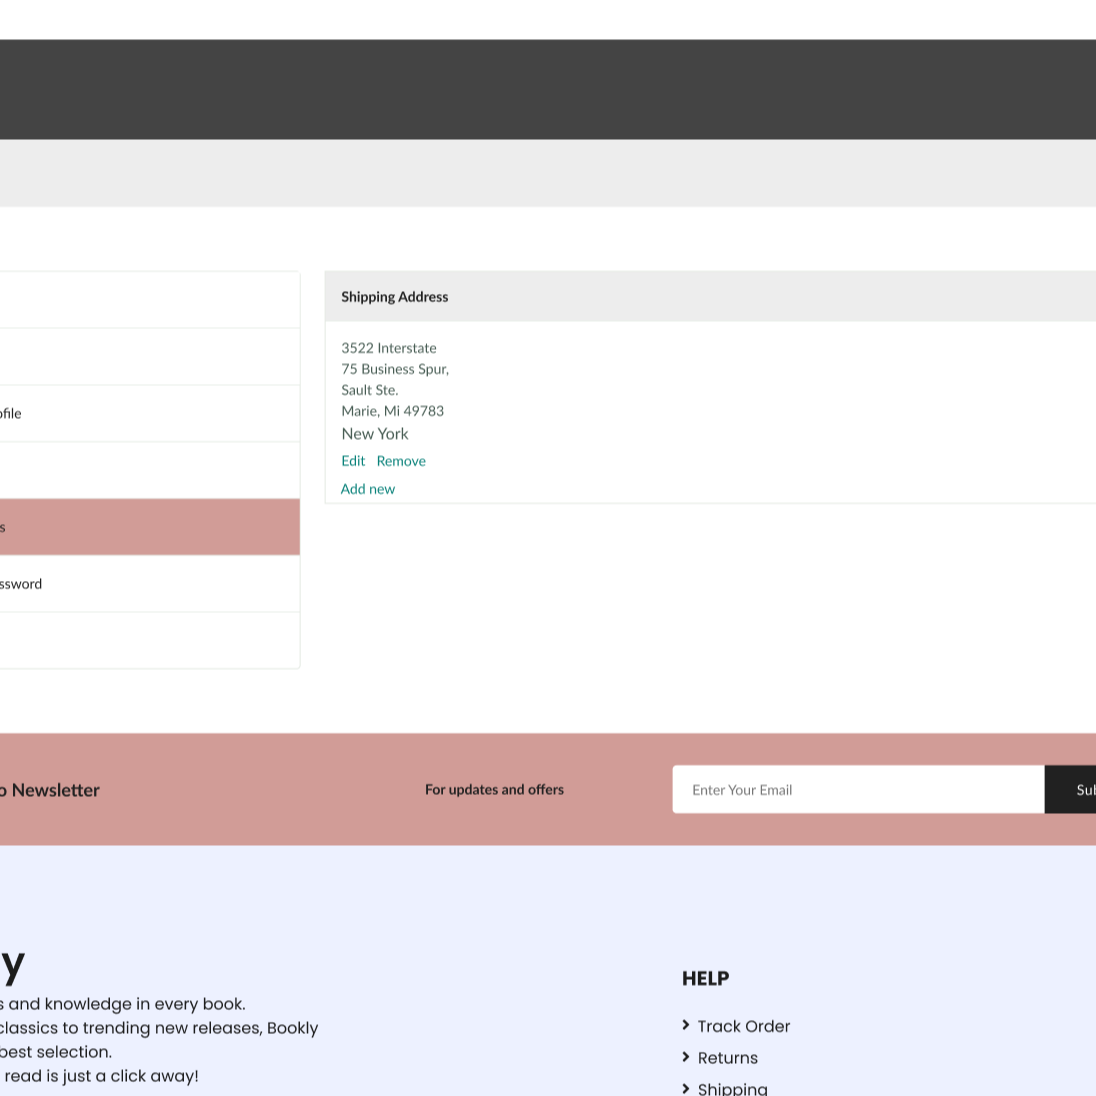 Shipping Address
3522 Interstate
75 Business Spur,
Sault Ste.
Marie, Mi 49783
New York
Edit Remove
Add new
ofile
s
ssword
o Newsletter
For updates and offers
Enter Your Email
Sub
y
s and knowledge in every book.
classics to trending new releases, Bookly
best selection.
read is just a click away!
HELP
Track Order
Returns
Shipping